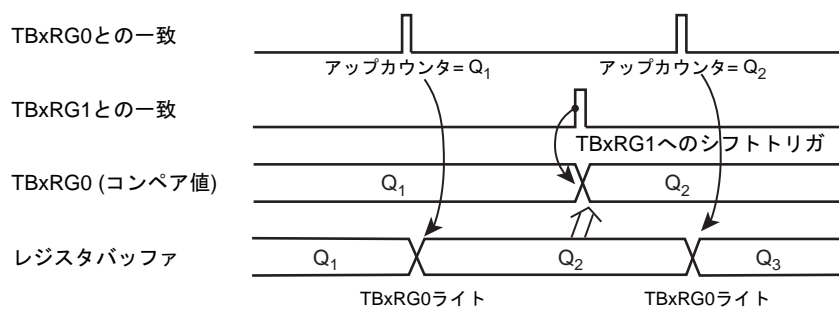 TBxRG0との一致
アップカウンタ= Q1
アップカウンタ= Q2
TBxRG1との一致
TBxRG1へのシフトトリガ
TBxRG0 (コンペア値)
Q1
Q2
レジスタバッファ
Q1
Q2
Q3
TBxRG0ライト
TBxRG0ライト